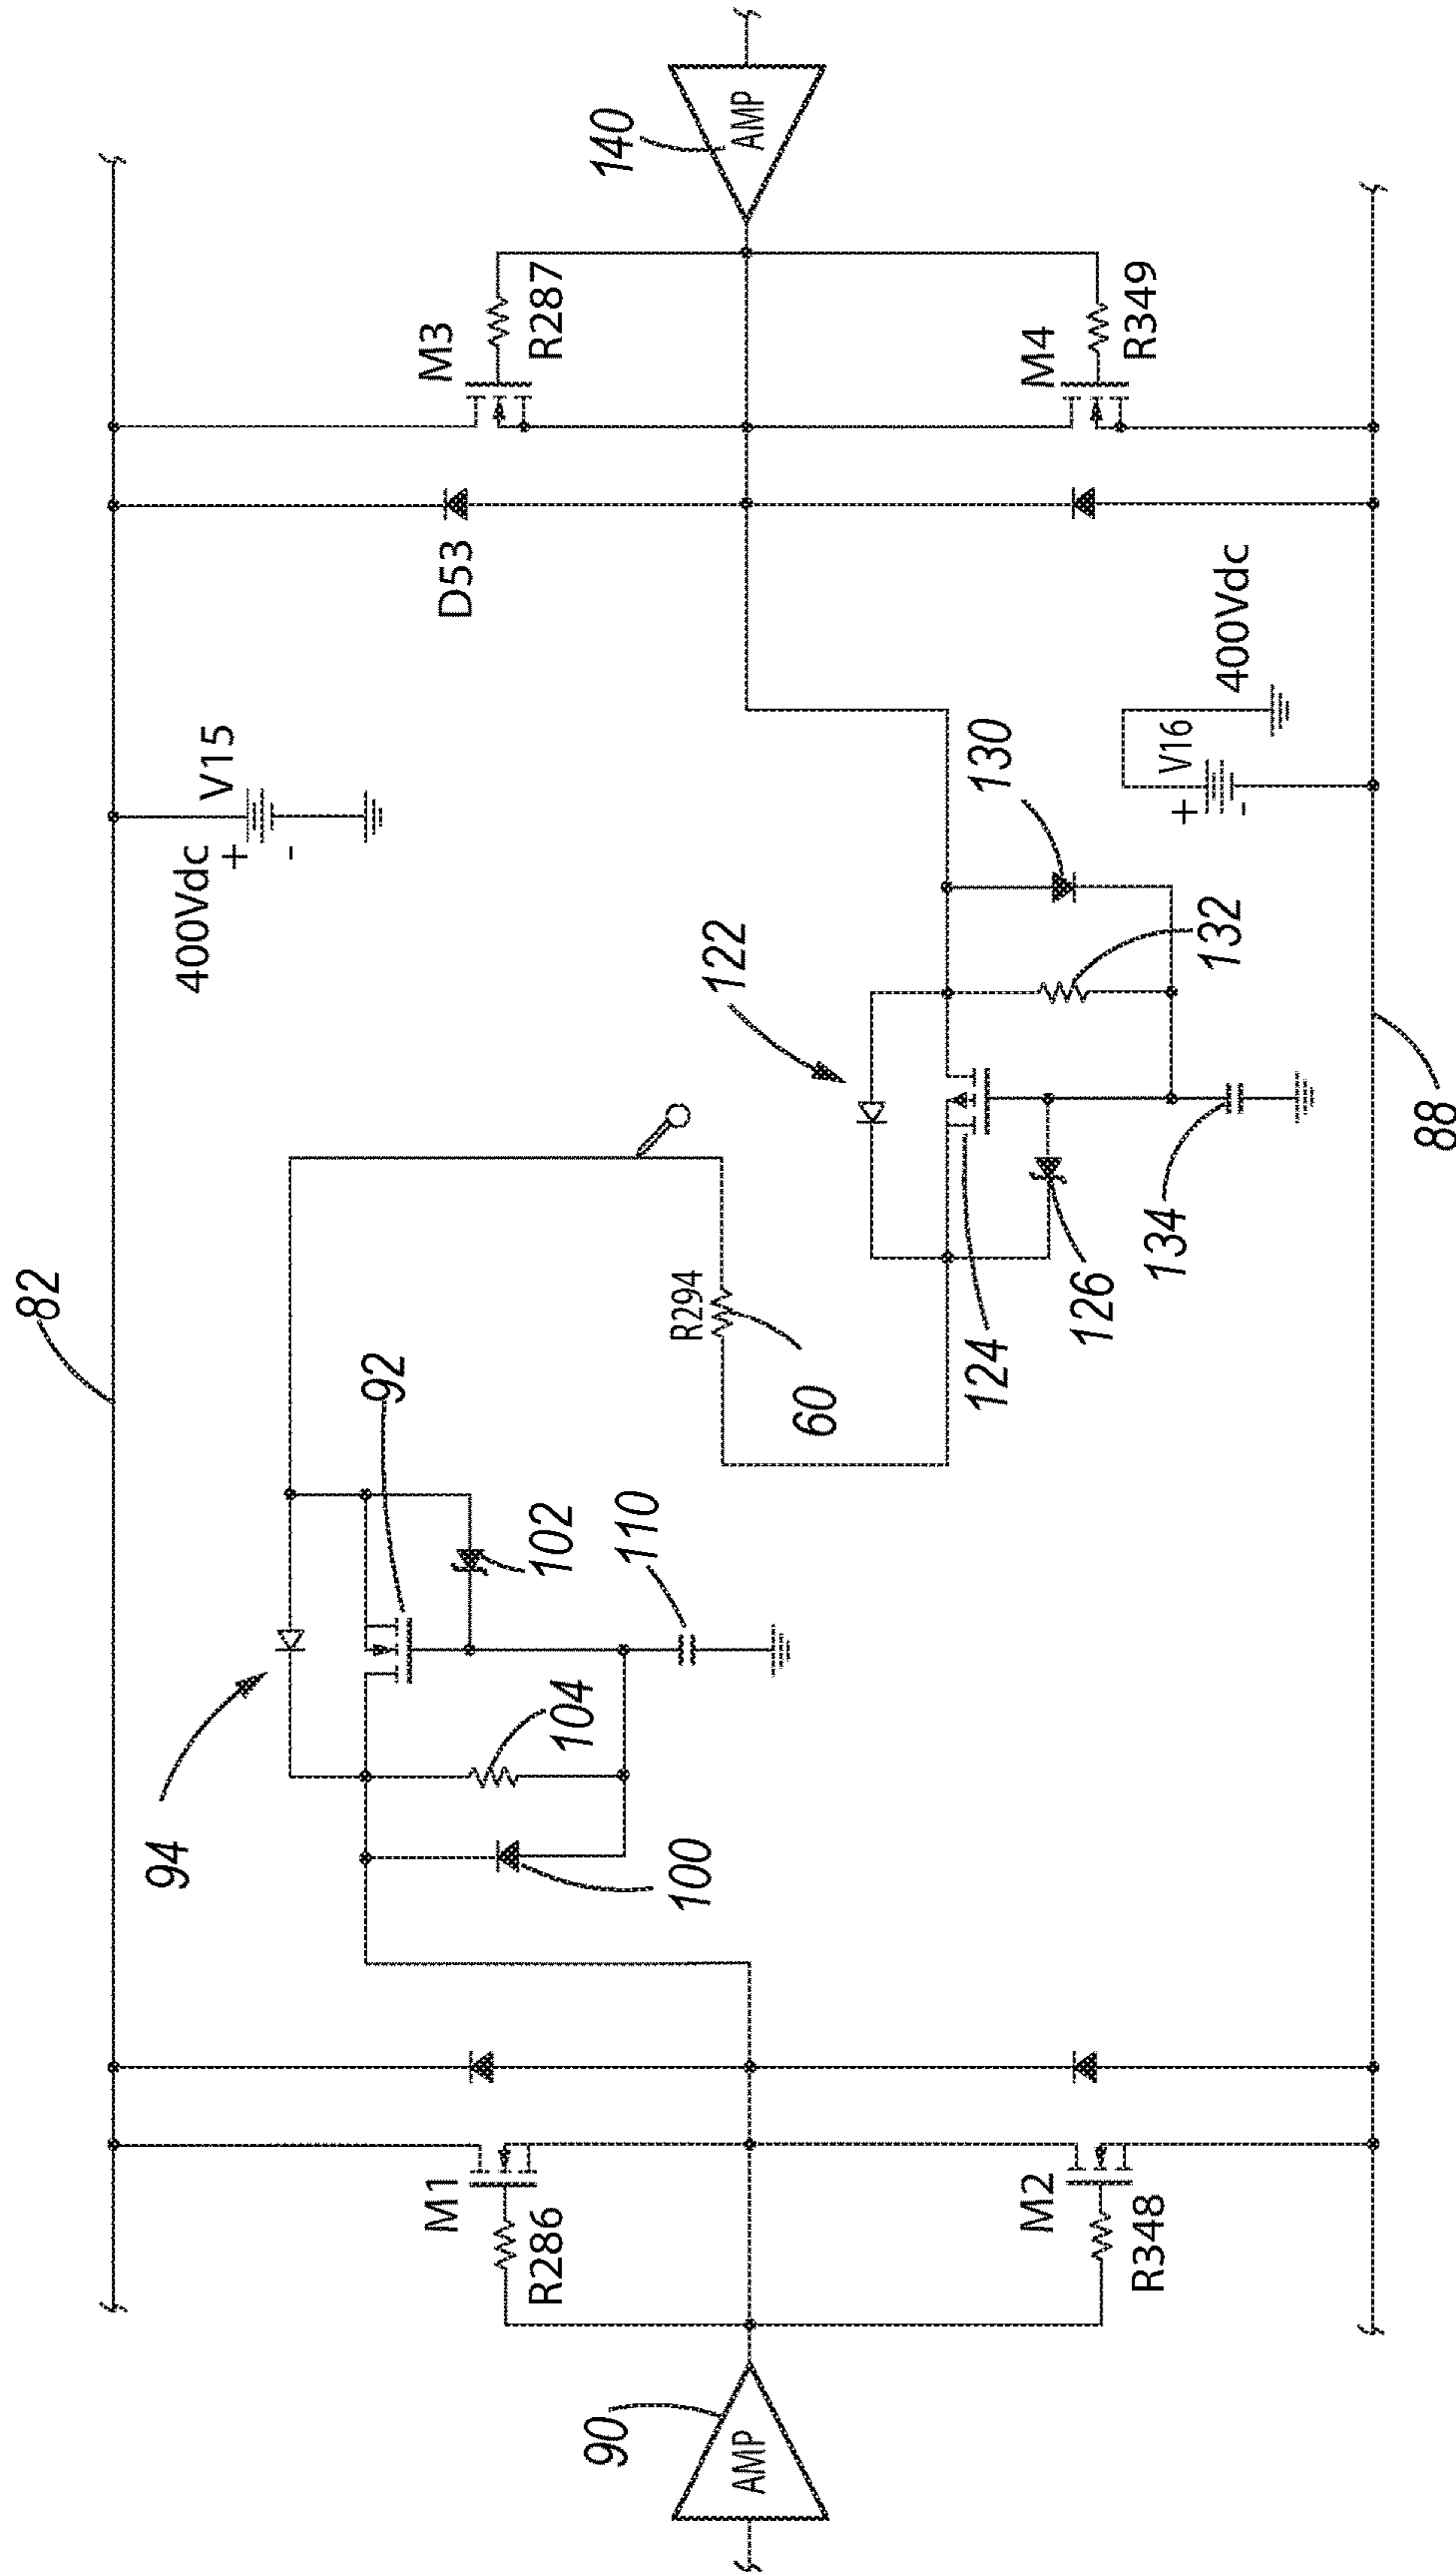 82
400Vdc
+
V15
-
D53
M3
R287
140
AMP
94
92
102
104
110
100
R294
60
122
130
132
124
126
134
V16
+
-
400Vdc
M4
R349
M1
R286
90
AMP
M2
R348
88